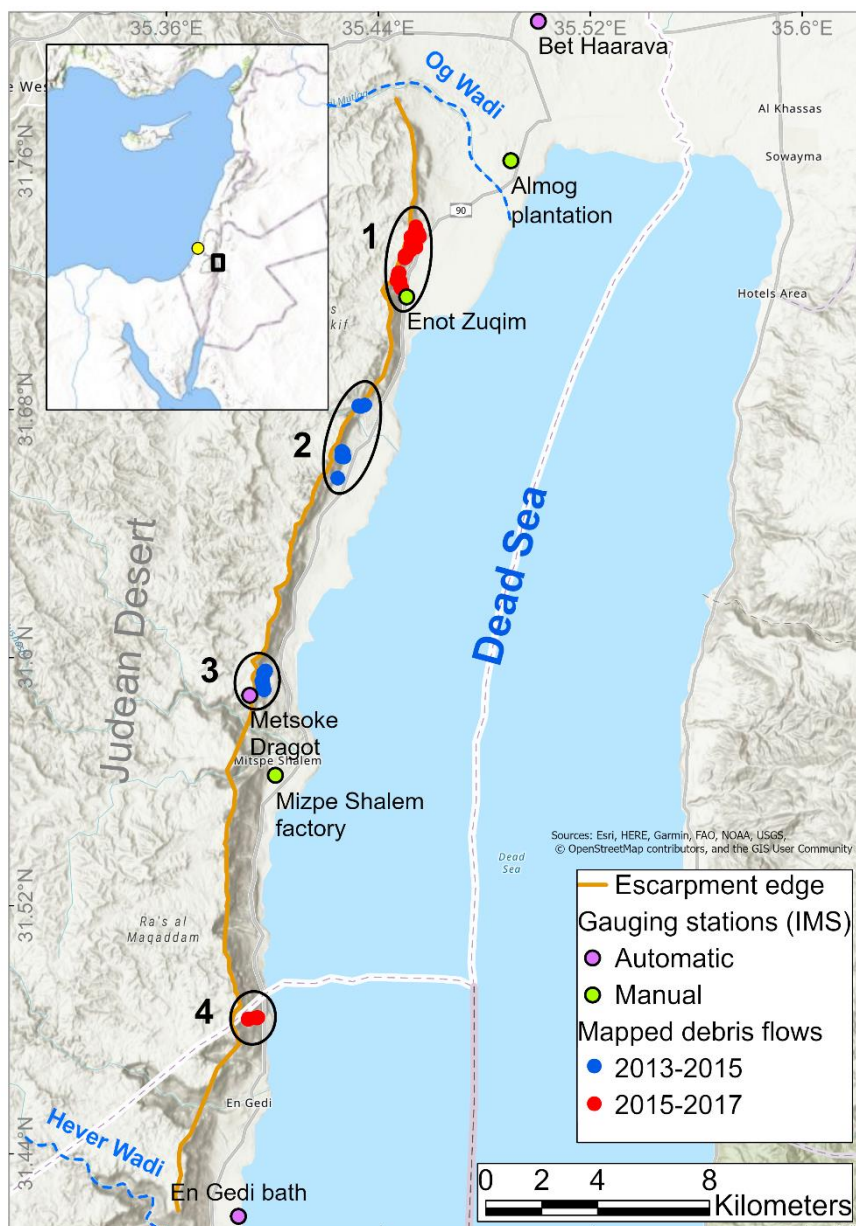 35.36°E
35.44°E
35.52°E
35.6°E
Bet Haarava
Og Wadi
Al Khassas
Sowayma
31.76°N
Almog
plantation
90
1
Hotels Area
Enot Zuqim
31.68°N
2
Judean Desert
Dead Sea
31.6°N
3
Metsoke
Dragot
Mitspe Shalem
Mizpe Shalem
factory
Sources: Esri, HERE, Garmin, FAO, NOAA, USGS,
© OpenStreetMap contributors, and the GIS User Community
Dead
Sea
31.52°N
Ra's al
Maqaddam
4
En Gedi
Hever Wadi
31.44°N
En Gedi bath
Escarpment edge
Gauging stations (IMS)
Automatic
Manual
Mapped debris flows
2013-2015
2015-2017
0 2 4 8
Kilometers